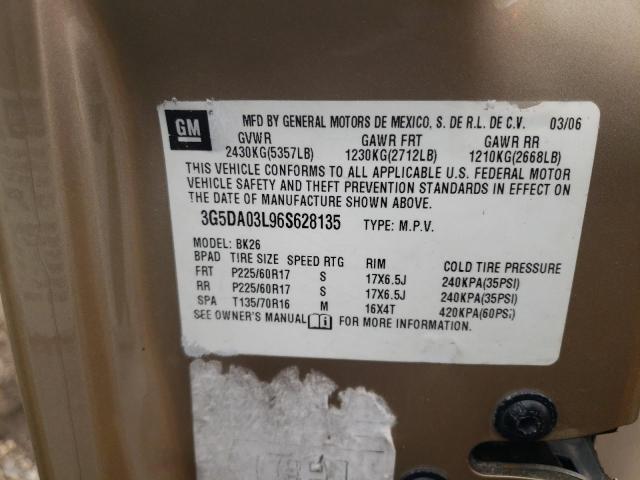 GM
MFD BY GENERAL MOTORS DE MEXICO, S. DE R.L. DE C.V. 03/06
GVWR GAWR FRT GAWR RR
2430KG(5357LB) 1230KG(2712LB) 1210KG(2668LB)
THIS VEHICLE CONFORMS TO ALL APPLICABLE U.S. FEDERAL MOTOR
VEHICLE SAFETY AND THEFT PREVENTION STANDARDS IN EFFECT ON
THE DATE OF MANUFACTURE SHOWN ABOVE.
3G5DA03L96S628135 TYPE: M.P.V.
MODEL: BK26
BPAD TIRE SIZE SPEED RTG RIM COLD TIRE PRESSURE
FRT P225/60R17 S 17X6.5J 240KPA(35PSI)
RR P225/60R17 S 17X6.5J 240KPA(35PSI)
SPA T135/70R16 M 16X4T 420KPA(60PSI)
SEE OWNER'S MANUAL FOR MORE INFORMATION.